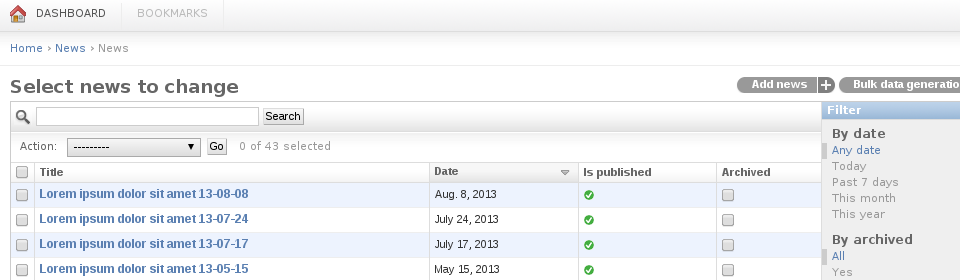 DASHBOARD BOOKMARKS
Home › News › News
Select news to change
Add news + Bulk data generatio
Search
Filter
Action: --------- Go 0 of 43 selected
By date
Any date
Today
Past 7 days
This month
This year
By archived
All
Yes
Title Date Is published Archived
Lorem ipsum dolor sit amet 13-08-08 Aug. 8, 2013
Lorem ipsum dolor sit amet 13-07-24 July 24, 2013
Lorem ipsum dolor sit amet 13-07-17 July 17, 2013
Lorem ipsum dolor sit amet 13-05-15 May 15, 2013